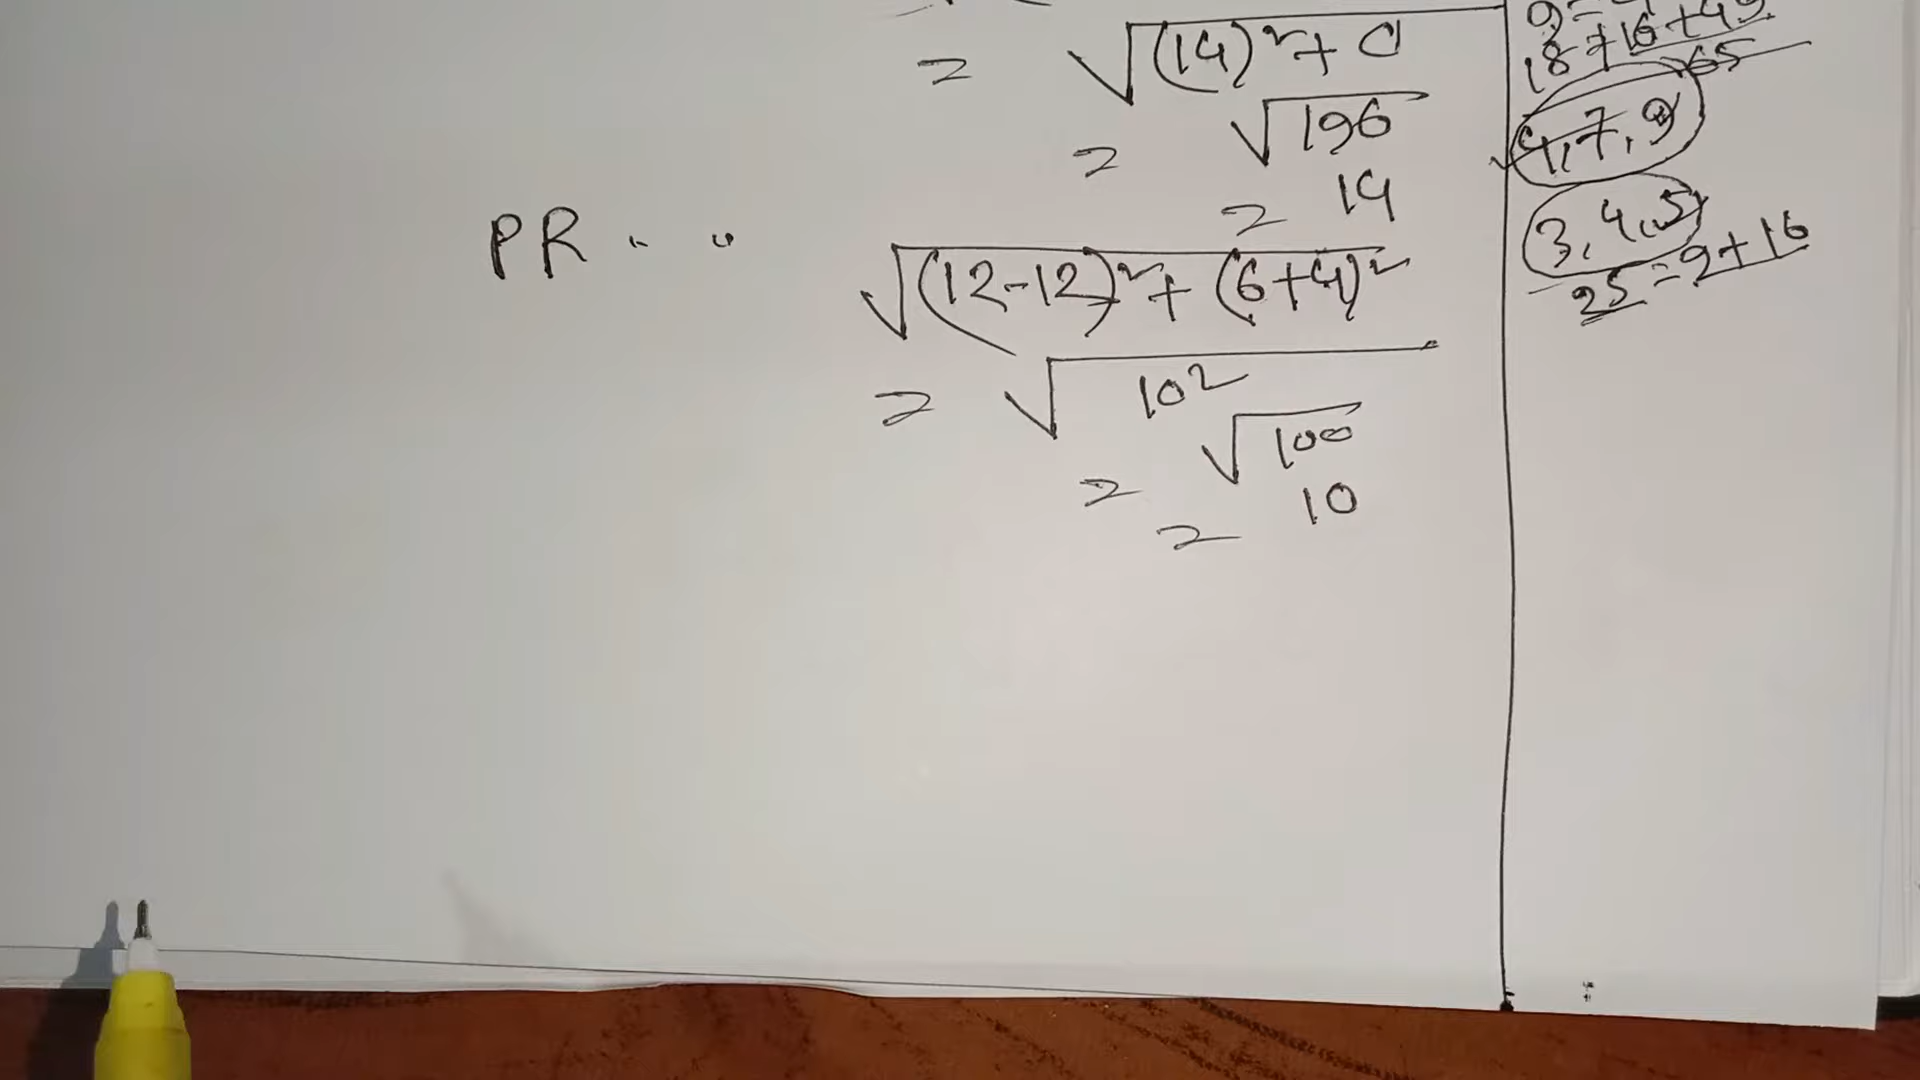 = √(14)² + 0
= √196
= 14
PR " " √(12-12)² + (6+4)²
= √10²
= √100
= 10
18 ≠ 16 + 49
65
4, 7, 9
3, 4, 5
25 = 9 + 16